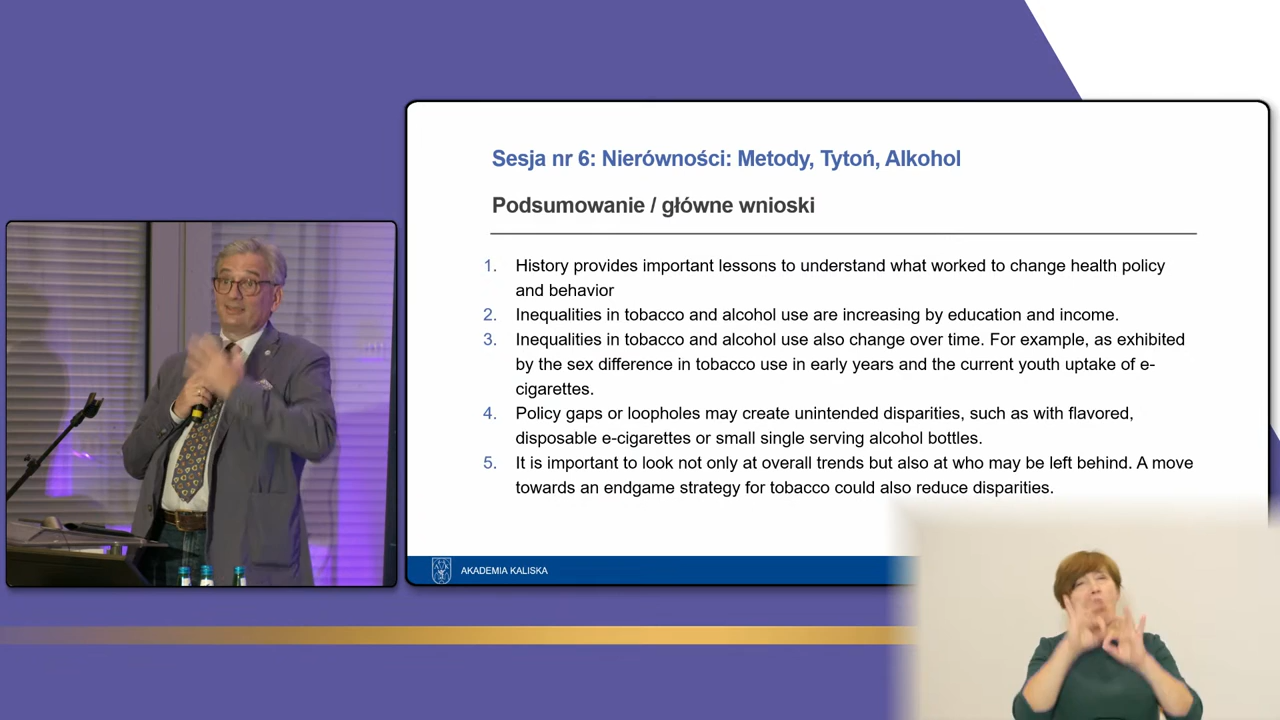 Sesja nr 6: Nierówności: Metody, Tytoń, Alkohol
Podsumowanie / główne wnioski
1. History provides important lessons to understand what worked to change health policy
and behavior
2. Inequalities in tobacco and alcohol use are increasing by education and income.
3. Inequalities in tobacco and alcohol use also change over time. For example, as exhibited
by the sex difference in tobacco use in early years and the current youth uptake of e-
cigarettes.
4. Policy gaps or loopholes may create unintended disparities, such as with flavored,
disposable e-cigarettes or small single serving alcohol bottles.
5. It is important to look not only at overall trends but also at who may be left behind. A move
towards an endgame strategy for tobacco could also reduce disparities.
AKADEMIA KALISKA